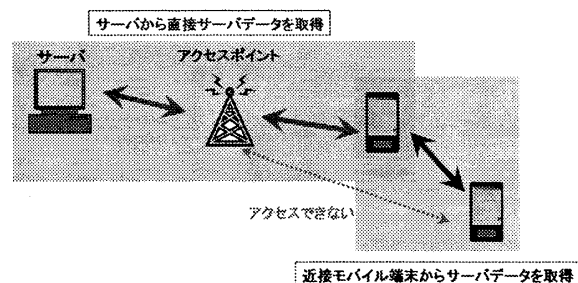 サーバから直接サーバデータを取得
サーバ
アクセスポイント
アクセスできない
近接モバイル端末からサーバデータを取得